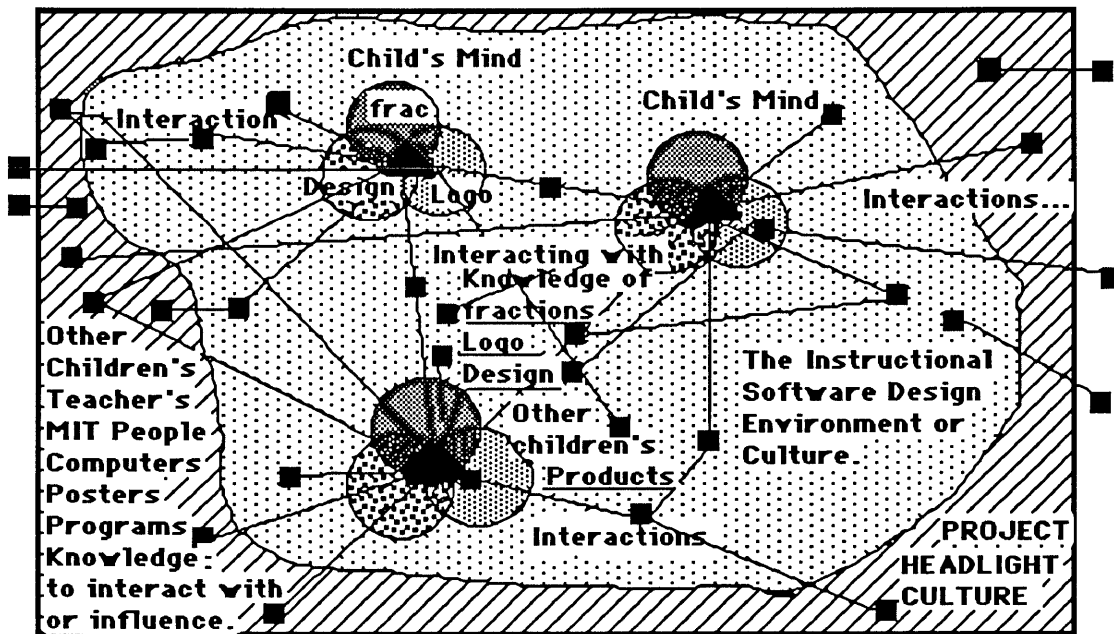 Child's Mind
frac
Interaction
Design
Logo
Child's Mind
Interactions...
Interacting with
Knowledge of
fractions
Logo
Design
Other
children's
Products
Interactions
The Instructional
Software Design
Environment or
Culture.
Other
Children's
Teacher's
MIT People
Computers
Posters
Programs
Knowledge-
to interact with
or influence.
PROJECT
HEADLIGHT
CULTURE